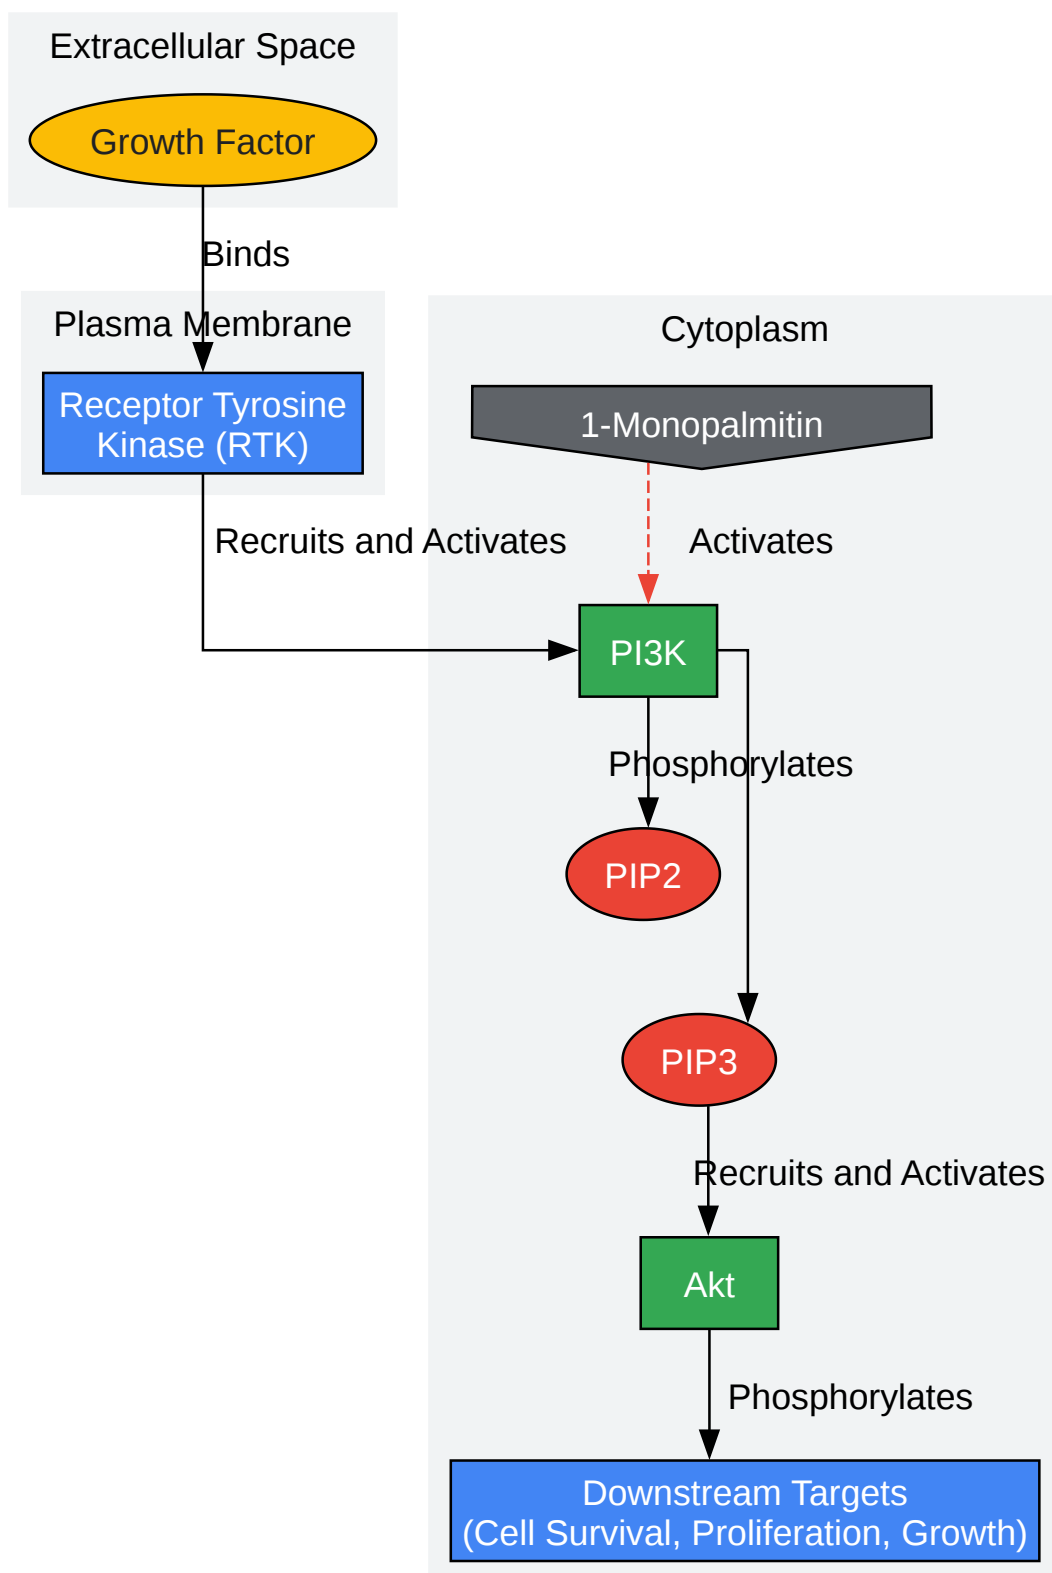 Extracellular Space
Growth Factor
Binds
Plasma Membrane
Receptor Tyrosine
Kinase (RTK)
Cytoplasm
1-Monopalmitin
Recruits and Activates
Activates
PI3K
Phosphorylates
PIP2
PIP3
Recruits and Activates
Akt
Phosphorylates
Downstream Targets
(Cell Survival, Proliferation, Growth)